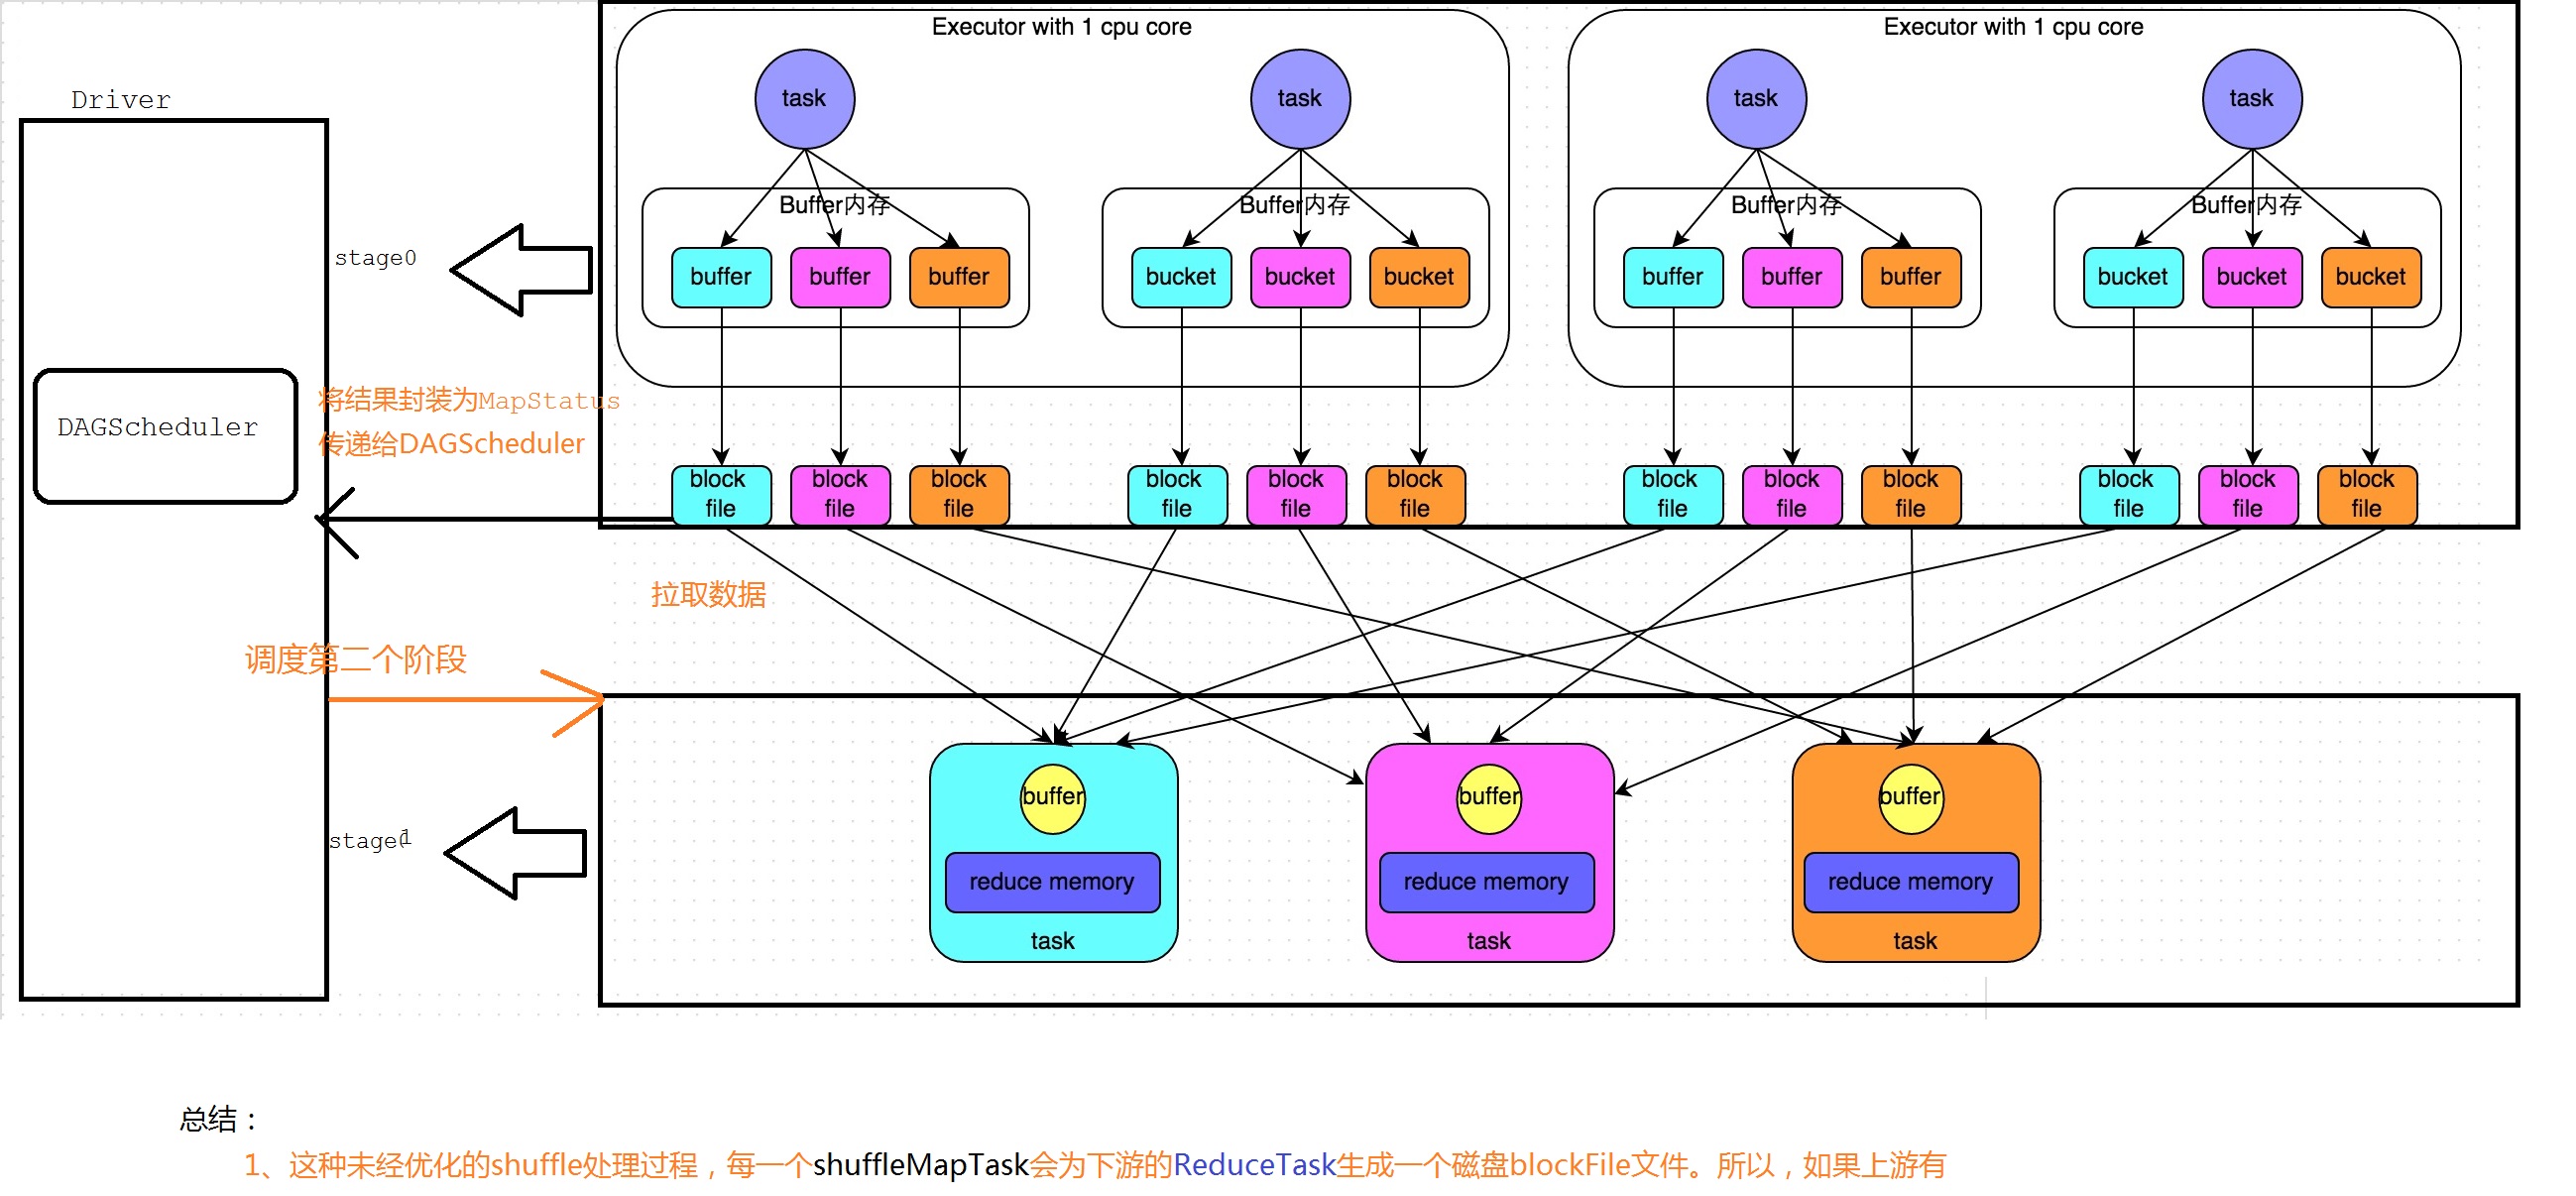 Executor with 1 cpu core
Executor with 1 cpu core
task
task
task
task
Driver
Buffer内存
Buffer内存
Buffer内存
Buffer内存
stage0
buffer
buffer
buffer
bucket
bucket
bucket
buffer
buffer
buffer
bucket
bucket
bucket
DAGScheduler
将结果封装为MapStatus
传递给DAGScheduler
block
file
block
file
block
file
block
file
block
file
block
file
block
file
block
file
block
file
block
file
block
file
block
file
拉取数据
调度第二个阶段
stage1
buffer
buffer
buffer
reduce memory
reduce memory
reduce memory
task
task
task
总结：
1、这种未经优化的shuffle处理过程，每一个shuffleMapTask会为下游的ReduceTask生成一个磁盘blockFile文件。所以，如果上游有